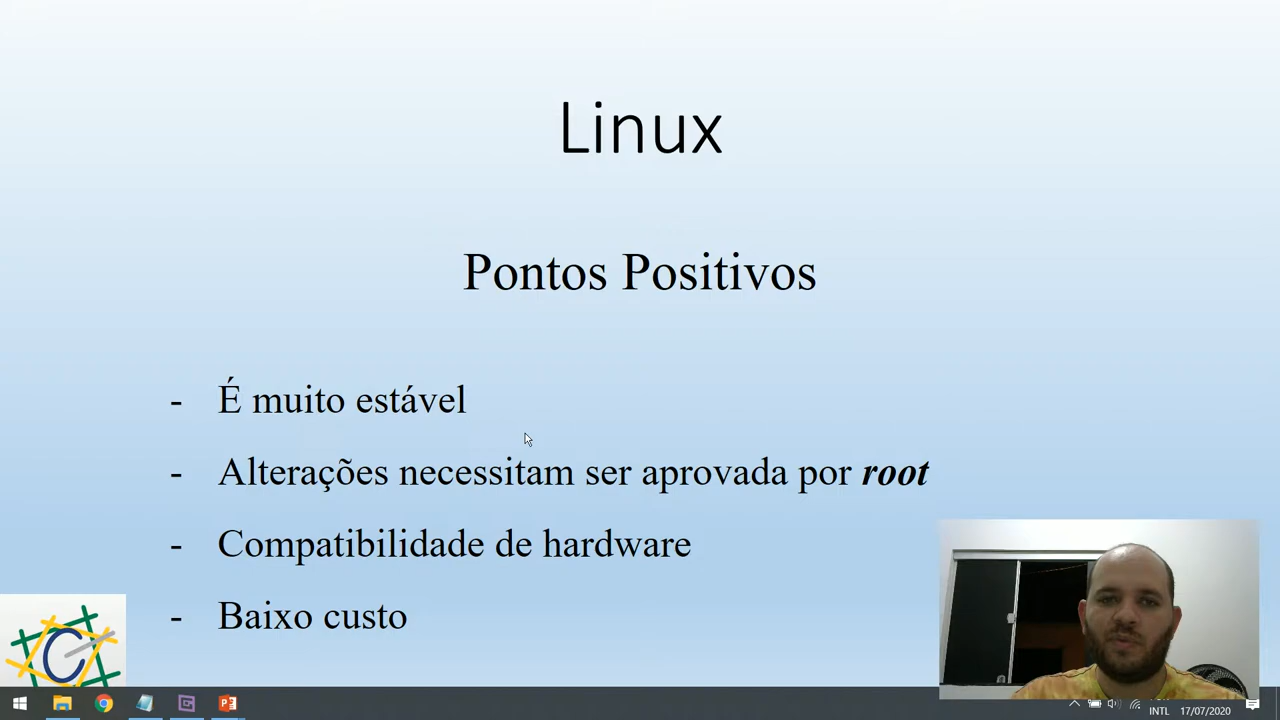 Linux
Pontos Positivos
- É muito estável
- Alterações necessitam ser aprovada por root
- Compatibilidade de hardware
- Baixo custo
INTL 17/07/2020